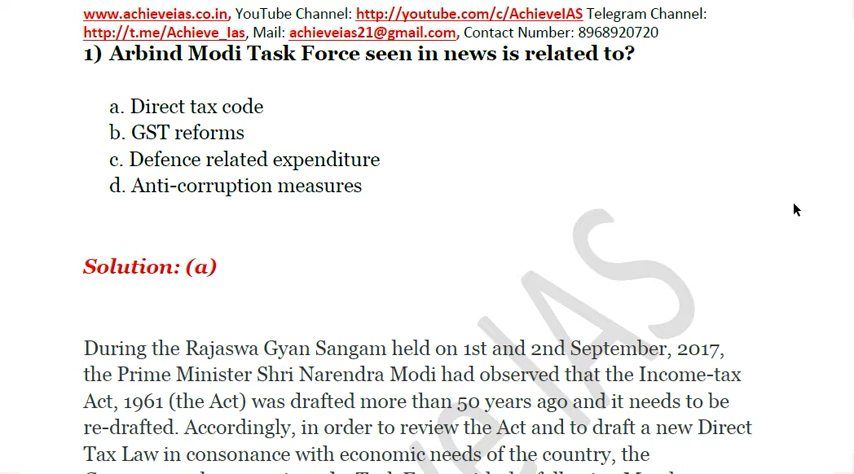 www.achieveias.co.in, YouTube Channel: http://youtube.com/c/AchieveIAS Telegram Channel:
http://t.me/Achieve_Ias, Mail: achieveias21@gmail.com, Contact Number: 8968920720
1) Arbind Modi Task Force seen in news is related to?
a. Direct tax code
b. GST reforms
c. Defence related expenditure
d. Anti-corruption measures
Solution: (a)
During the Rajaswa Gyan Sangam held on 1st and 2nd September, 2017,
the Prime Minister Shri Narendra Modi had observed that the Income-tax
Act, 1961 (the Act) was drafted more than 50 years ago and it needs to be
re-drafted. Accordingly, in order to review the Act and to draft a new Direct
Tax Law in consonance with economic needs of the country, the